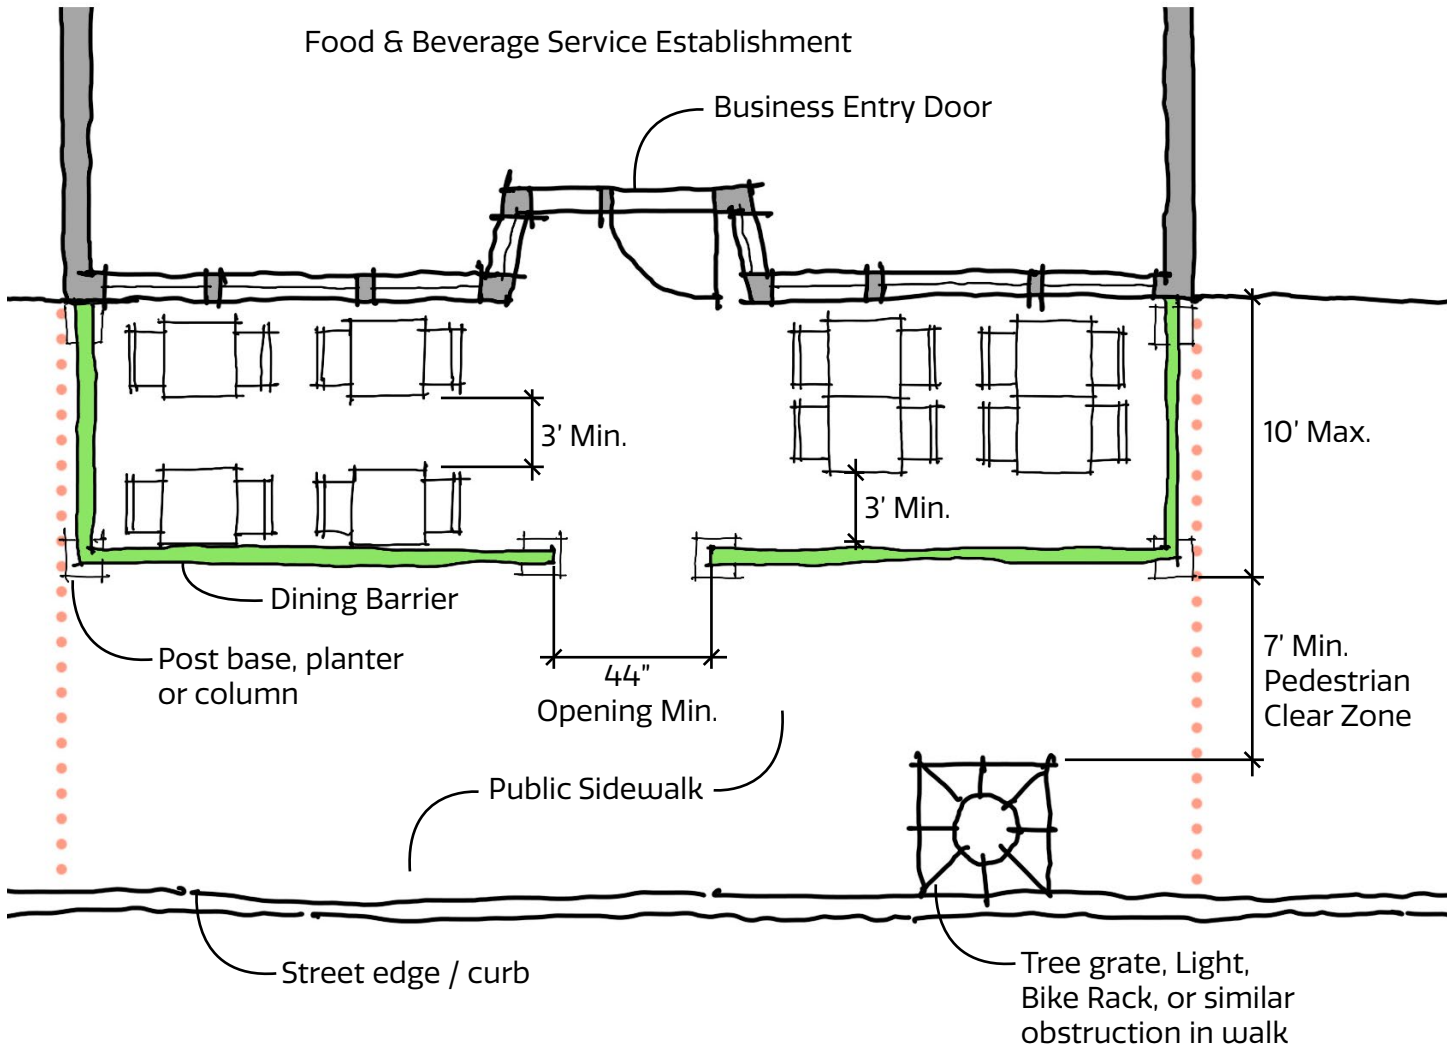 Food & Beverage Service Establishment
Business Entry Door
3’ Min.
10’ Max.
3’ Min.
Dining Barrier
Post base, planter
or column
44”
Opening Min.
7’ Min.
Pedestrian
Clear Zone
Public Sidewalk
Street edge / curb
Tree grate, Light,
Bike Rack, or similar
obstruction in walk